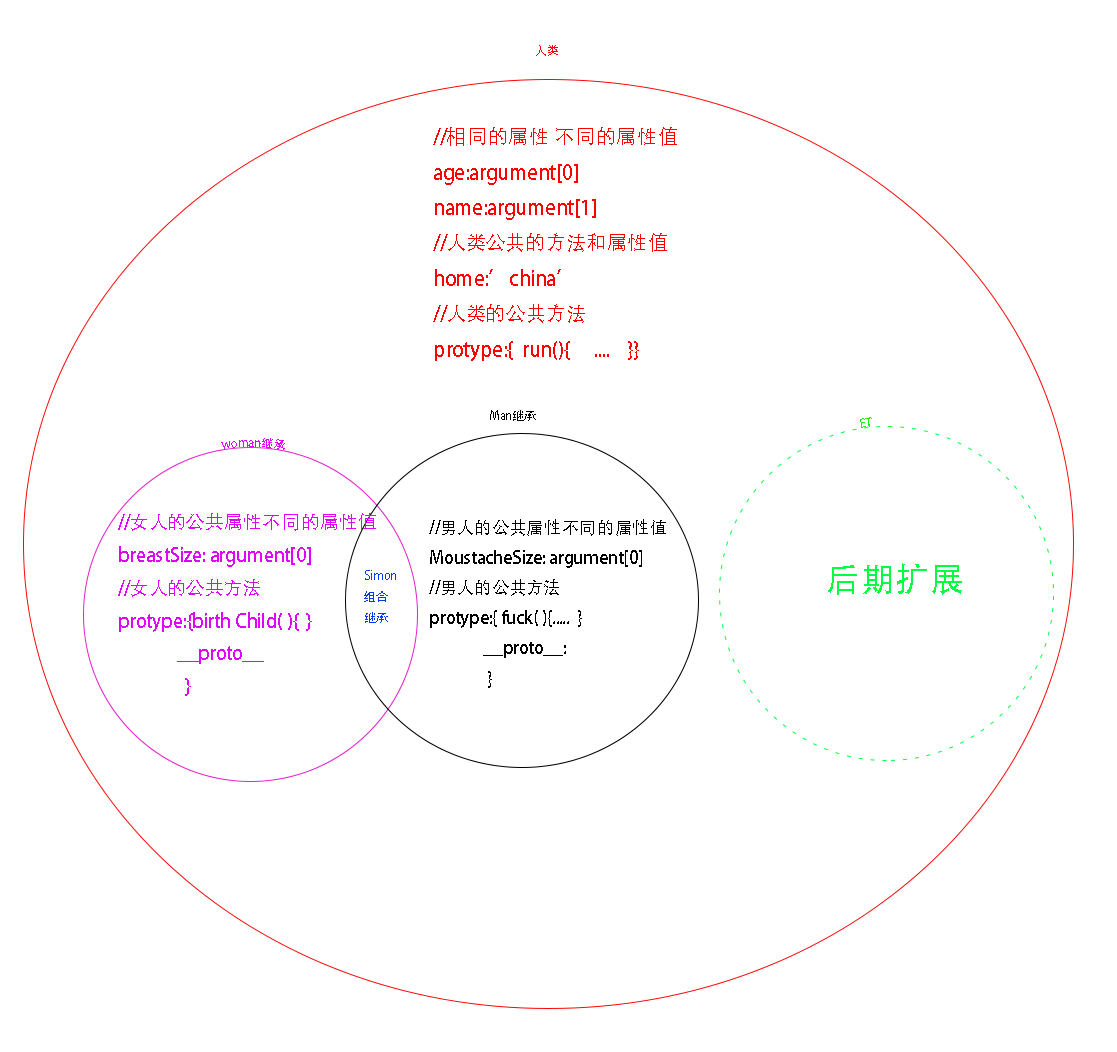 人类
//相同的属性 不同的属性值
age:argument[0]
name:argument[1]
//人类公共的方法和属性值
home:’ china’
//人类的公共方法
protype:{ run(){ .... }}
woman继承
//女人的公共属性不同的属性值
breastSize: argument[0]
//女人的公共方法
protype:{birth Child( ){ }
__proto__
}
Simon
组合
继承
Man继承
//男人的公共属性不同的属性值
MoustacheSize: argument[0]
//男人的公共方法
protype:{ fuck( ){..... }
__proto__:
}
ET
后期扩展